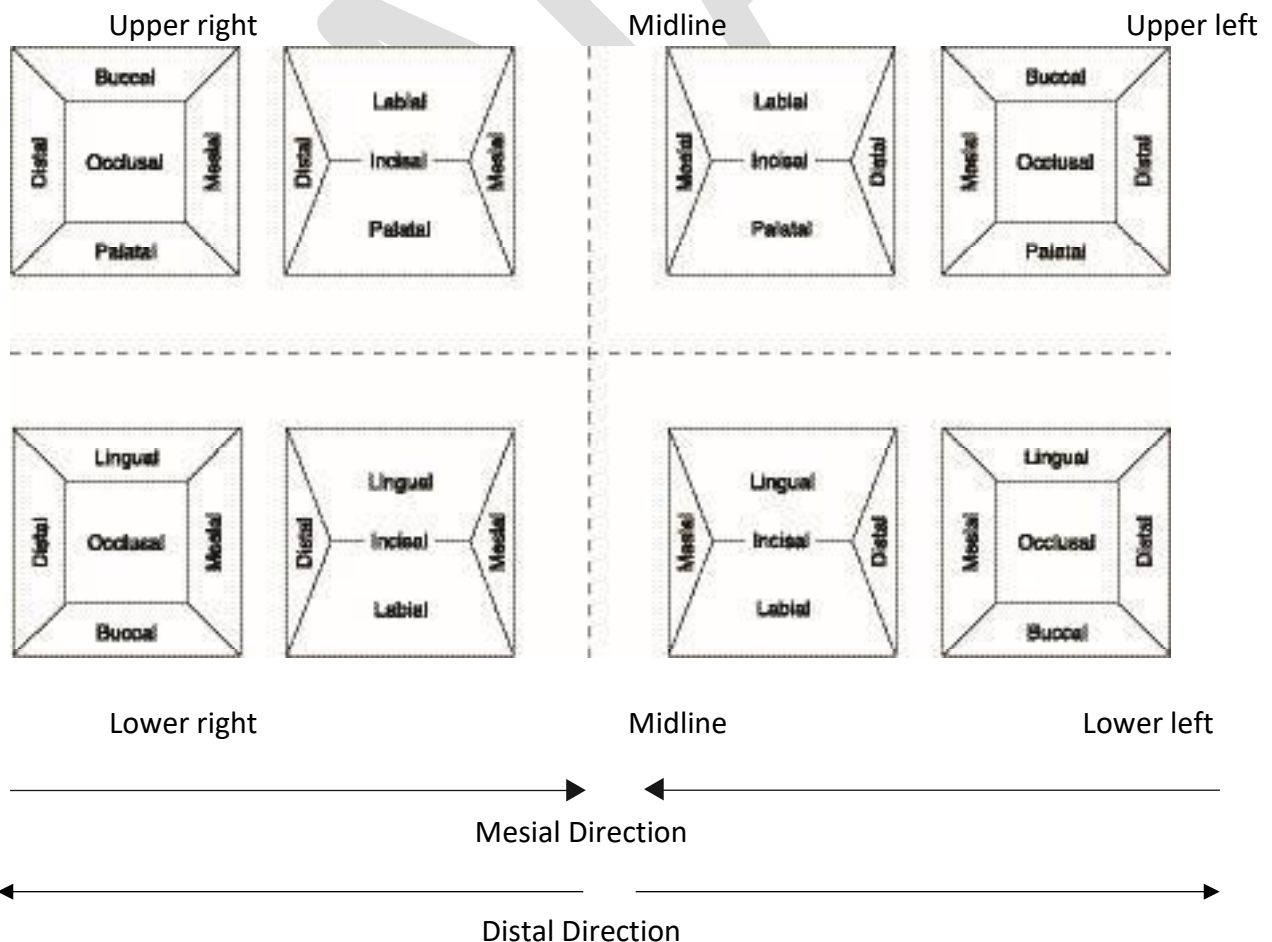 Upper right Midline Upper left
Buccal Labial Labial Buccal
Distal Occlusal Mesial Distal Incisal Mesial Mesial Incisal Distal Mesial Occlusal Distal
Palatal Palatal Palatal Palatal
Lingual Lingual Lingual Lingual
Distal Occlusal Mesial Distal Incisal Mesial Mesial Incisal Distal Mesial Occlusal Distal
Buccal Labial Labial Buccal
Lower right Midline Lower left
Mesial Direction
Distal Direction